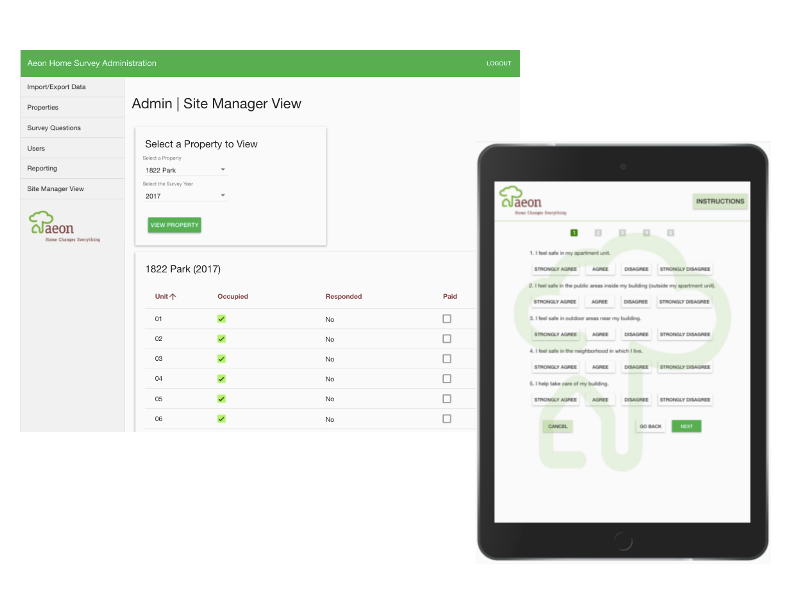 Aeon Home Survey Administration
LOGOUT
Import/Export Data
Properties
Survey Questions
Users
Reporting
Site Manager View
aeon
Home Changes Everything
Admin | Site Manager View
Select a Property to View
Select a Property
1822 Park
Select the Survey Year
2017
VIEW PROPERTY
1822 Park (2017)
Unit Occupied Responded Paid
01 No
02 No
03 No
04 No
05 No
06 No
aeon
Home Changes Everything
INSTRUCTIONS
1 2 3 4 5
1. I feel safe in my apartment unit.
STRONGLY AGREE AGREE DISAGREE STRONGLY DISAGREE
2. I feel safe in the public areas inside my building (outside my apartment unit).
STRONGLY AGREE AGREE DISAGREE STRONGLY DISAGREE
3. I feel safe in outdoor areas near my building.
STRONGLY AGREE AGREE DISAGREE STRONGLY DISAGREE
4. I feel safe in the neighborhood in which I live.
STRONGLY AGREE AGREE DISAGREE STRONGLY DISAGREE
5. I help take care of my building.
STRONGLY AGREE AGREE DISAGREE STRONGLY DISAGREE
CANCEL GO BACK NEXT